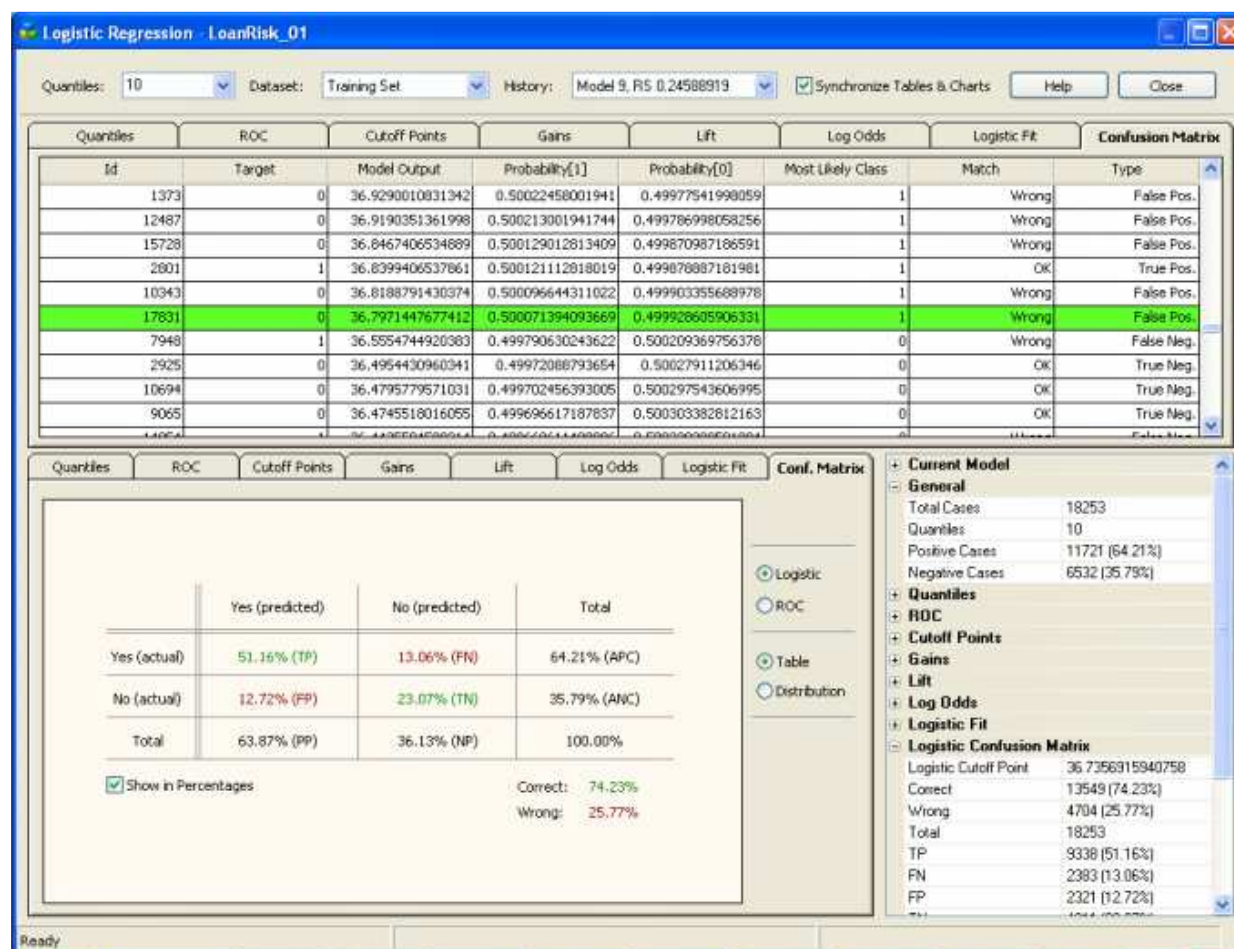 Logistic Regression - LoanRisk_01
Quantiles: 10 Dataset: Training Set History: Model 9, RS 0.24588919 Synchronize Tables & Charts Help Close
Quantiles ROC Cutoff Points Gains Lift Log Odds Logistic Fit Confusion Matrix
Id Target Model Output Probability[1] Probability[0] Most Likely Class Match Type
1373 0 36.9290010831342 0.50022458001941 0.49977541998059 1 Wrong False Pos.
12487 0 36.9190351361998 0.500213001941744 0.499786998058256 1 Wrong False Pos.
15728 0 36.8467406534889 0.500129012813409 0.499870987186591 1 Wrong False Pos.
2801 1 36.8399406537861 0.500121112818019 0.499878887181981 1 OK True Pos.
10343 0 36.8188791430374 0.500096644311022 0.499903355688978 1 Wrong False Pos.
17831 0 36.7971447677412 0.500071394093669 0.499928605906331 1 Wrong False Pos.
7948 1 36.5554744920383 0.499790630243622 0.500209369756378 0 Wrong False Neg.
2925 0 36.4954430960341 0.49972088793654 0.50027911206346 0 OK True Neg.
10694 0 36.4795779571031 0.499702456393005 0.500297543606995 0 OK True Neg.
9065 0 36.4745518016055 0.499696617187837 0.500303382812163 0 OK True Neg.
Quantiles ROC Cutoff Points Gains Lift Log Odds Logistic Fit Conf. Matrix
Yes (predicted) No (predicted) Total
Yes (actual) 51.16% (TP) 13.06% (FN) 64.21% (APC)
No (actual) 12.72% (FP) 23.07% (TN) 35.79% (ANC)
Total 63.87% (PP) 36.13% (NP) 100.00%
Show in Percentages
Correct: 74.23%
Wrong: 25.77%
Logistic
ROC
Table
Distribution
Current Model
General
Total Cases 18253
Quantiles 10
Positive Cases 11721 (64.21%)
Negative Cases 6532 (35.79%)
Quantiles
ROC
Cutoff Points
Gains
Lift
Log Odds
Logistic Fit
Logistic Confusion Matrix
Logistic Cutoff Point 36.7356915940758
Correct 13549 (74.23%)
Wrong 4704 (25.77%)
Total 18253
TP 9338 (51.16%)
FN 2383 (13.06%)
FP 2321 (12.72%)
Ready